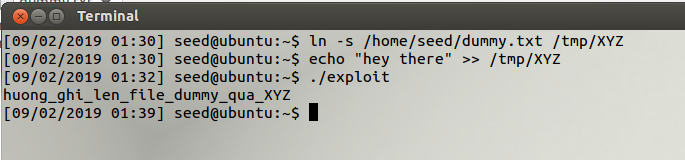 Terminal
[09/02/2019 01:30] seed@ubuntu:~$ ln -s /home/seed/dummy.txt /tmp/XYZ
[09/02/2019 01:30] seed@ubuntu:~$ echo "hey there" >> /tmp/XYZ
[09/02/2019 01:32] seed@ubuntu:~$ ./exploit
huong_ghi_len_file_dummy_qua_XYZ
[09/02/2019 01:39] seed@ubuntu:~$